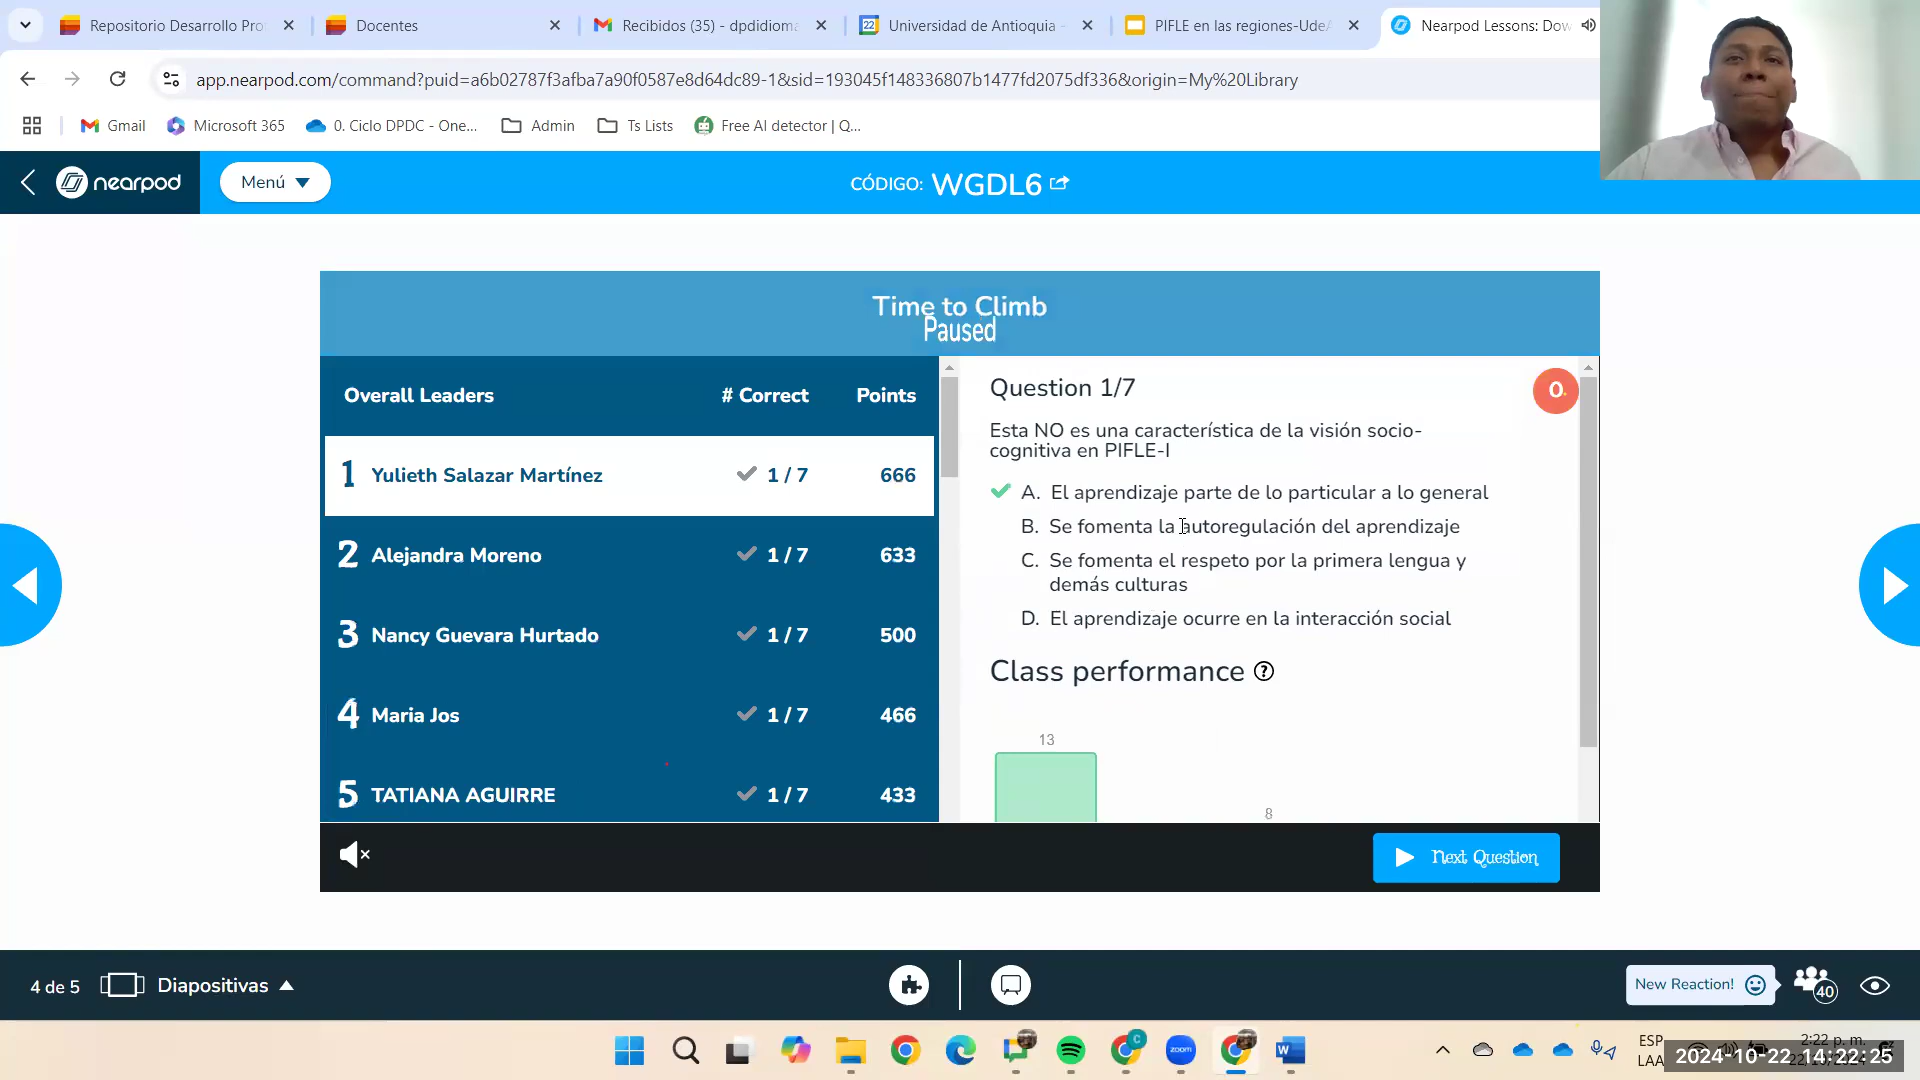 Repositorio Desarrollo Pro
Docentes
Recibidos (35) - dpdidioma
22
Universidad de Antioquia -
PIFLE en las regiones-UdeA
Nearpod Lessons: Dow
app.nearpod.com/command?puid=a6b02787f3afba7a90f0587e8d64dc89-1&sid=193045f148336807b1477fd2075df336&origin=My%20Library
Gmail
Microsoft 365
0. Ciclo DPDC - One...
Admin
Ts Lists
Free AI detector | Q...
nearpod
Menú
CÓDIGO: WGDL6
Time to Climb
Paused
Overall Leaders # Correct Points
1 Yulieth Salazar Martínez 1 / 7 666
2 Alejandra Moreno 1 / 7 633
3 Nancy Guevara Hurtado 1 / 7 500
4 Maria Jos 1 / 7 466
5 TATIANA AGUIRRE 1 / 7 433
Question 1/7
0
Esta NO es una característica de la visión socio-
cognitiva en PIFLE-I
A. El aprendizaje parte de lo particular a lo general
B. Se fomenta la autoregulación del aprendizaje
C. Se fomenta el respeto por la primera lengua y
demás culturas
D. El aprendizaje ocurre en la interacción social
Class performance ?
13
8
Next Question
4 de 5
Diapositivas
New Reaction!
40
zoom
W
C
ESP
LAA
2:22 p. m.
2024-10-22 14:22:25